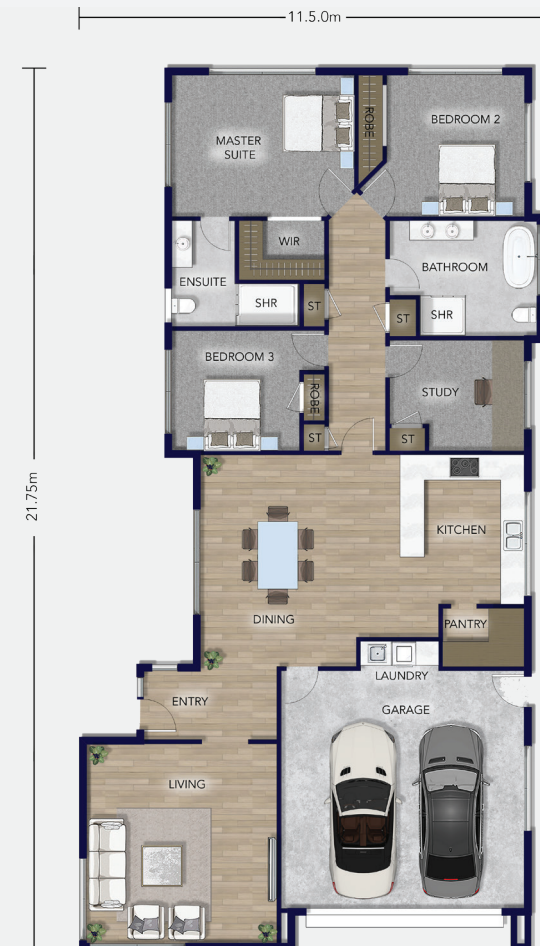 11.5.0m
21.75m
MASTER
SUITE
ROBE
BEDROOM 2
WIR
ENSUITE
SHR
ST
BATHROOM
ST
SHR
BEDROOM 3
ROBE
ST
STUDY
ST
KITCHEN
DINING
PANTRY
LAUNDRY
ENTRY
GARAGE
LIVING